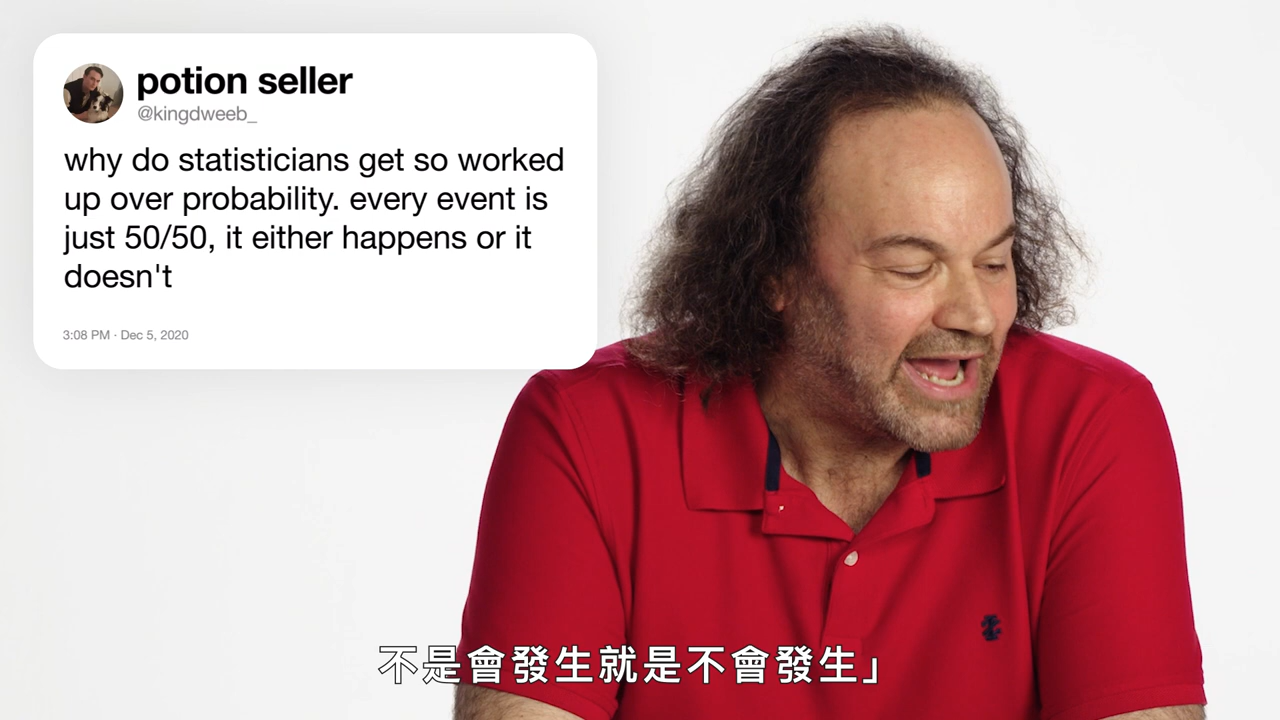 potion seller
@kingdweeb_
why do statisticians get so worked
up over probability. every event is
just 50/50, it either happens or it
doesn't
3:08 PM · Dec 5, 2020
不是會發生就是不會發生」